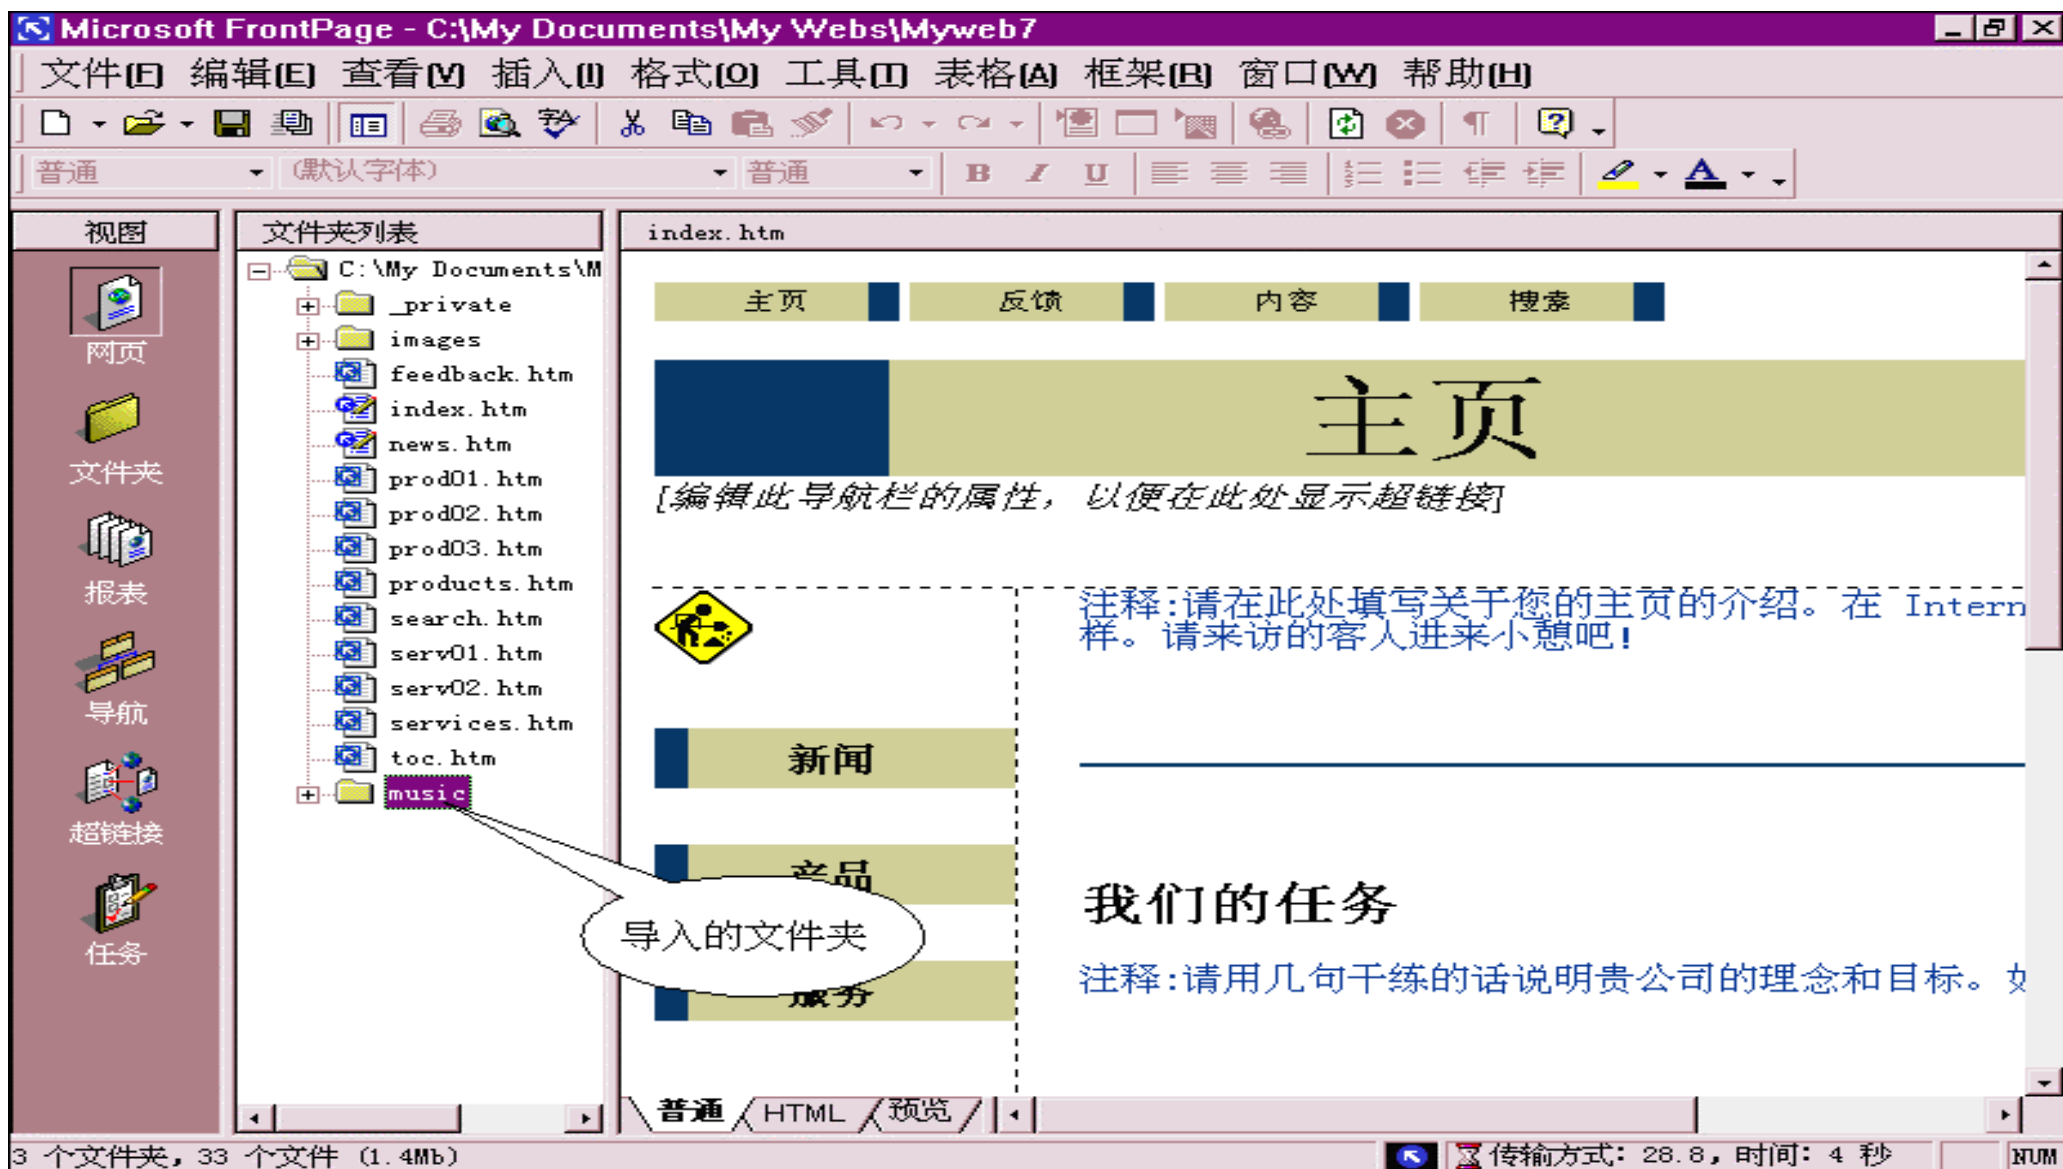 Microsoft FrontPage - C:\My Documents\My Webs\Myweb7
文件(F) 编辑(E) 查看(V) 插入(I) 格式(O) 工具(T) 表格(A) 框架(R) 窗口(W) 帮助(H)
普通 (默认字体) 普通 B I U A
视图
网页
文件夹
报表
导航
超链接
任务
文件夹列表
C:\My Documents\M
_private
images
feedback.htm
index.htm
news.htm
prod01.htm
prod02.htm
prod03.htm
products.htm
search.htm
serv01.htm
serv02.htm
services.htm
toc.htm
music
导入的文件夹
index.htm
主页 反馈 内容 搜索
主页
[编辑此导航栏的属性，以便在此处显示超链接]
注释:请在此处填写关于您的主页的介绍。在 Intern
样。请来访的客人进来小憩吧!
新闻
产品
服务
我们的任务
注释:请用几句干练的话说明贵公司的理念和目标。如
普通 HTML 预览
3 个文件夹，33 个文件 (1.4Mb)
传输方式：28.8，时间：4 秒
NUM